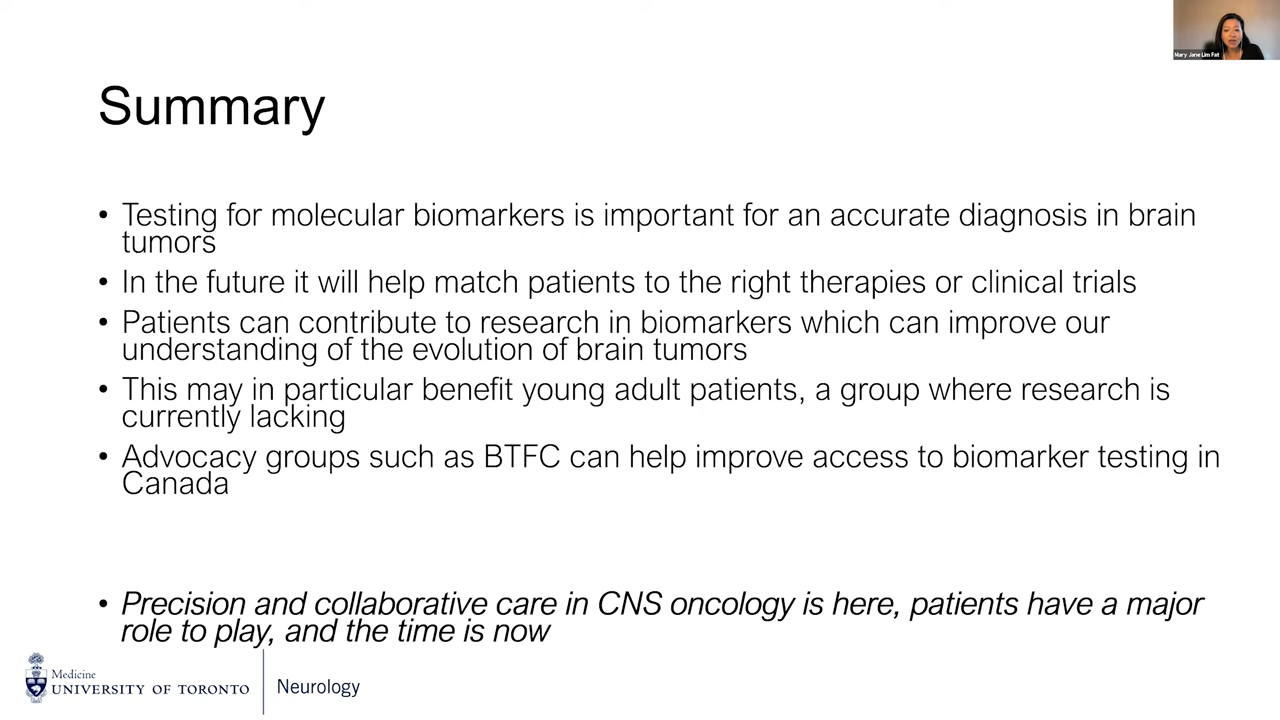 Mary Jane Lim Fat
Summary
• Testing for molecular biomarkers is important for an accurate diagnosis in brain
tumors
• In the future it will help match patients to the right therapies or clinical trials
• Patients can contribute to research in biomarkers which can improve our
understanding of the evolution of brain tumors
• This may in particular benefit young adult patients, a group where research is
currently lacking
• Advocacy groups such as BTFC can help improve access to biomarker testing in
Canada
• Precision and collaborative care in CNS oncology is here, patients have a major
role to play, and the time is now
Medicine
UNIVERSITY OF TORONTO
Neurology